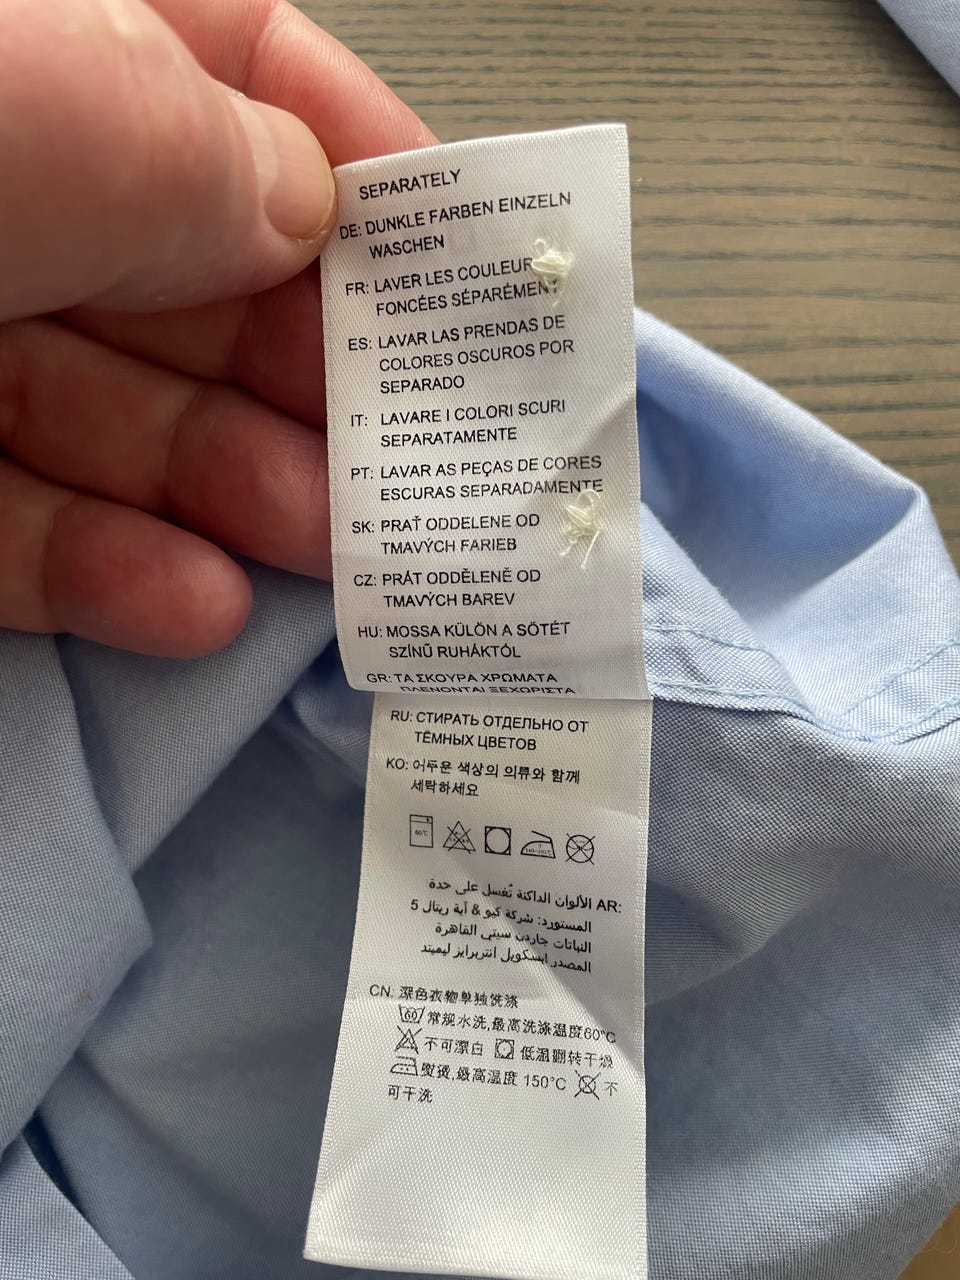 SEPARATELY
DE: DUNKLE FARBEN EINZELN
WASCHEN
FR: LAVER LES COULEUR
FONCÉES SÉPARÉMENT
ES: LAVAR LAS PRENDAS DE
COLORES OSCUROS POR
SEPARADO
IT: LAVARE I COLORI SCURI
SEPARATAMENTE
PT: LAVAR AS PEÇAS DE CORES
ESCURAS SEPARADAMENTE
SK: PRAŤ ODDELENE OD
TMAVÝCH FARIEB
CZ: PRÁT ODDĚLENĚ OD
TMAVÝCH BAREV
HU: MOSSA KÜLÖN A SÖTÉT
SZÍNŰ RUHÁKTÓL
GR: ΤΑ ΣΚΟΥΡΑ ΧΡΩΜΑΤΑ
ΠΛΕΝΟΝΤΑΙ ΞΕΧΩΡΙΣΤΑ
RU: СТИРАТЬ ОТДЕЛЬНО ОТ
ТЁМНЫХ ЦВЕТОВ
KO: 어두운 색상의 의류와 함께
세탁하세요
60°C
AR: الألوان الداكنة تُغسل على حدة
المستورد: شركة كيو & أية ريتال 5
النباتات جاردن سيتي القاهرة
المصدر ايسكويل انتربرايز ليميتد
CN: 深色衣物单独洗涤
60 常规水洗,最高洗涤温度60°C
不可漂白 低温翻转干燥
熨烫,最高温度 150°C 不
可干洗